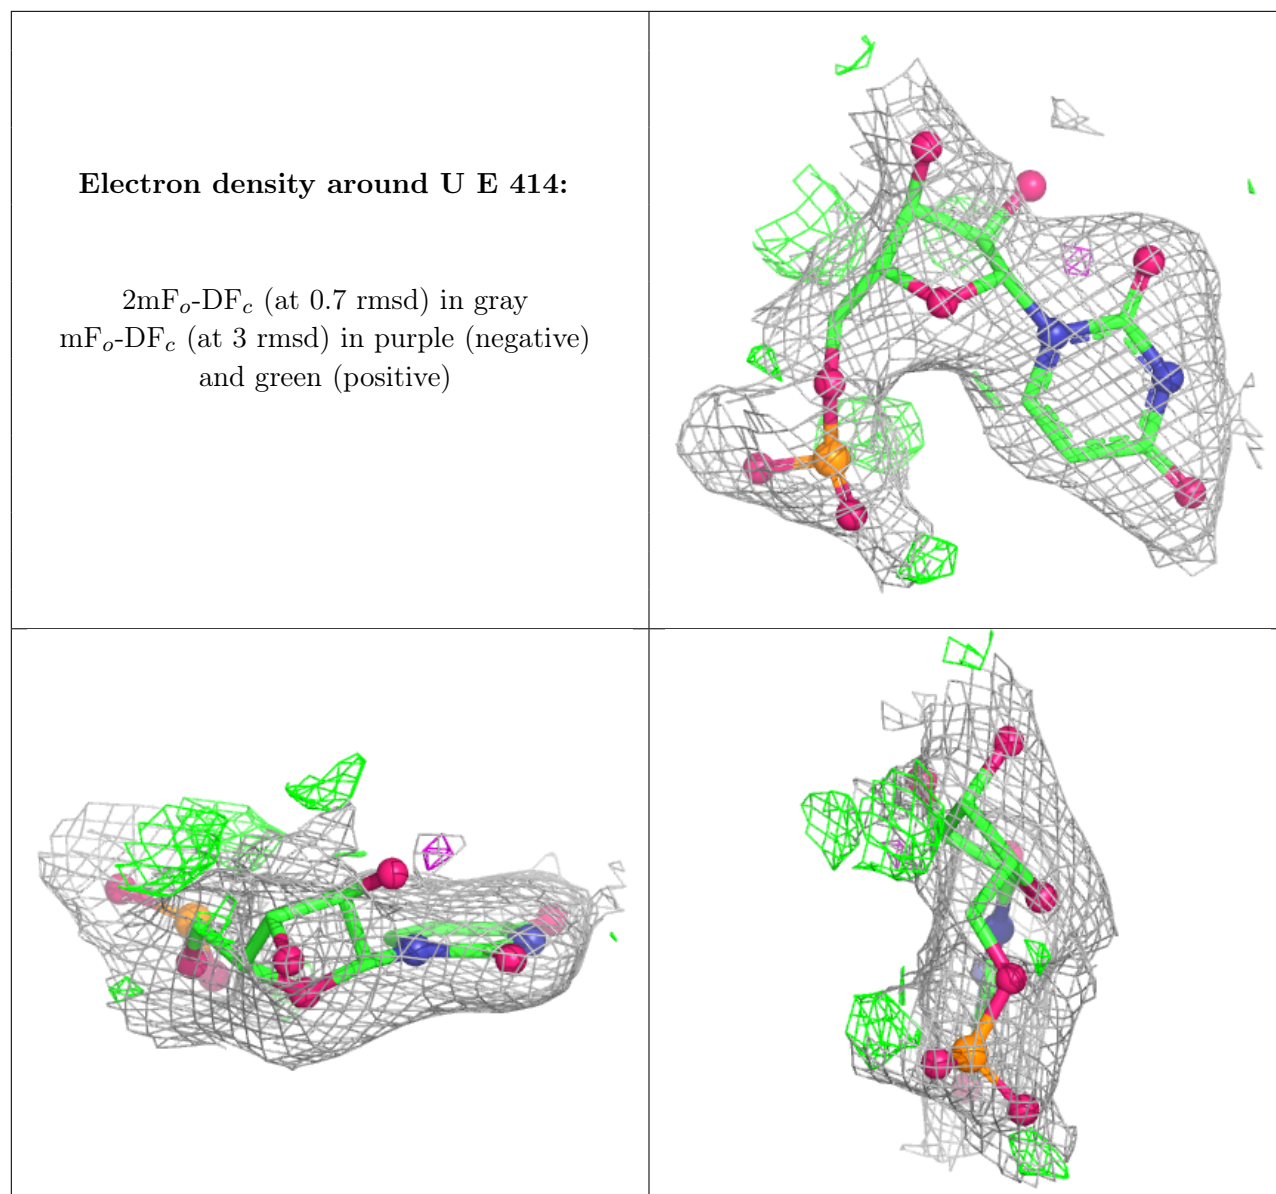 Electron density around U E 414:
2mFo-DFc (at 0.7 rmsd) in gray
mFo-DFc (at 3 rmsd) in purple (negative)
and green (positive)